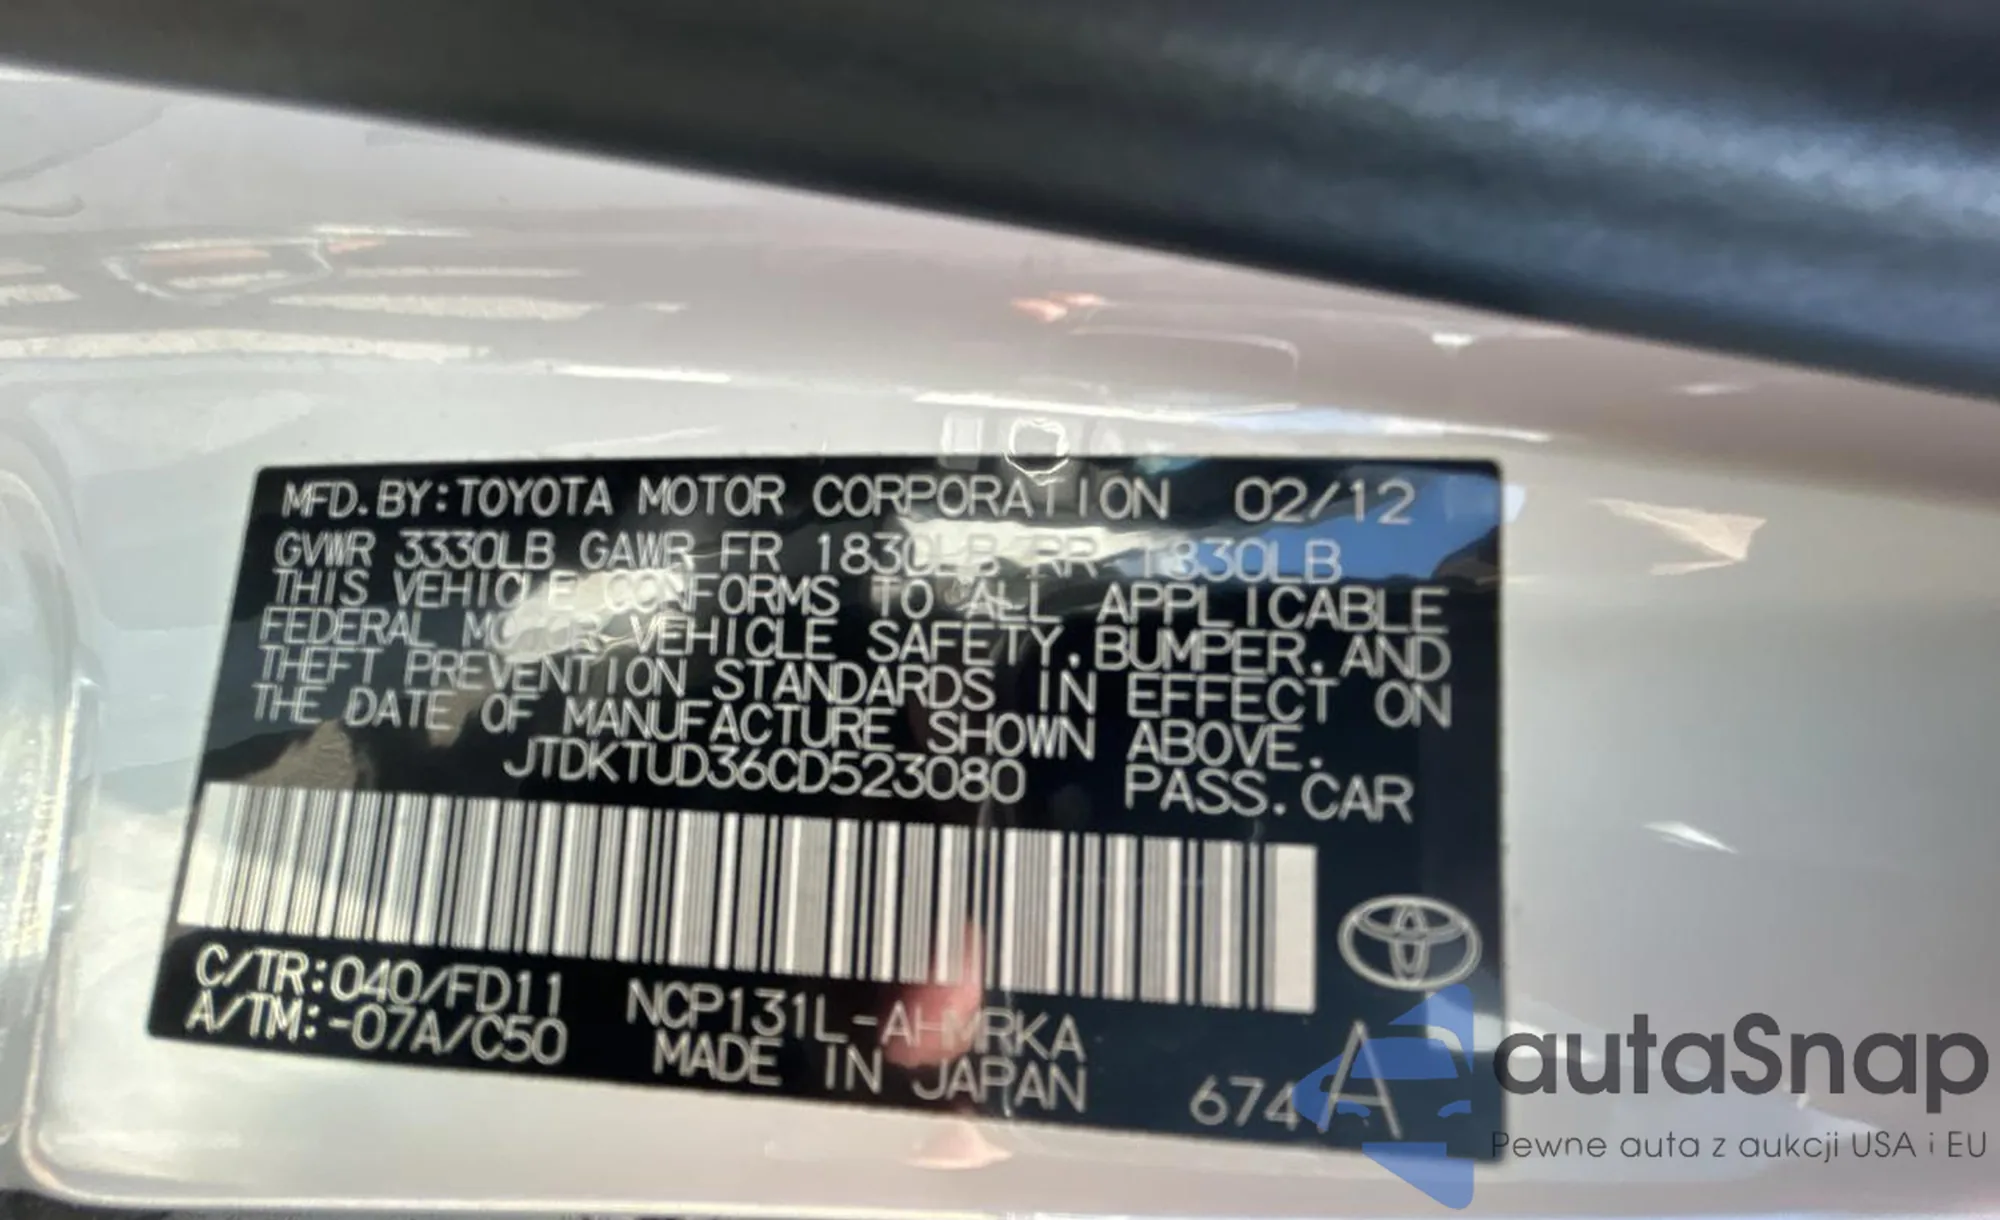 MFD. BY: TOYOTA MOTOR CORPORATION 02/12
GVWR 3330LB GAWR FR 1830LB RR 1830LB
THIS VEHICLE CONFORMS TO ALL APPLICABLE
FEDERAL MOTOR VEHICLE SAFETY, BUMPER, AND
THEFT PREVENTION STANDARDS IN EFFECT ON
THE DATE OF MANUFACTURE SHOWN ABOVE.
JTDKTUD36CD523080 PASS. CAR
C/TR: 040/FD11 NCP131L-AHMRKA
A/TM: -07A/C50 MADE IN JAPAN
674 A
autaSnap
Pewne auta z aukcji USA i EU